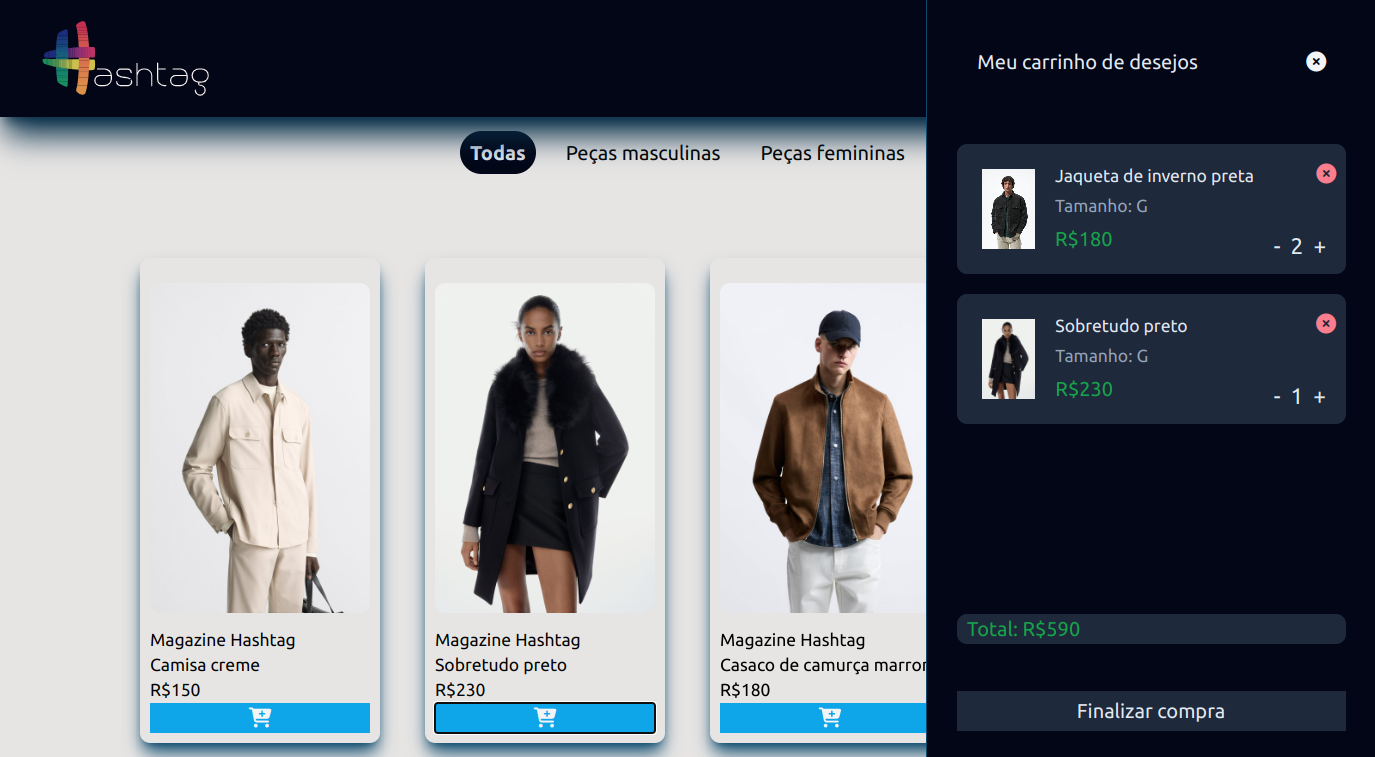 Hashtag
Meu carrinho de desejos
Todas
Peças masculinas
Peças femininas
Magazine Hashtag
Camisa creme
R$150
Magazine Hashtag
Sobretudo preto
R$230
Magazine Hashtag
Casaco de camurça marrom
R$180
Jaqueta de inverno preta
Tamanho: G
R$180
- 2 +
Sobretudo preto
Tamanho: G
R$230
- 1 +
Total: R$590
Finalizar compra